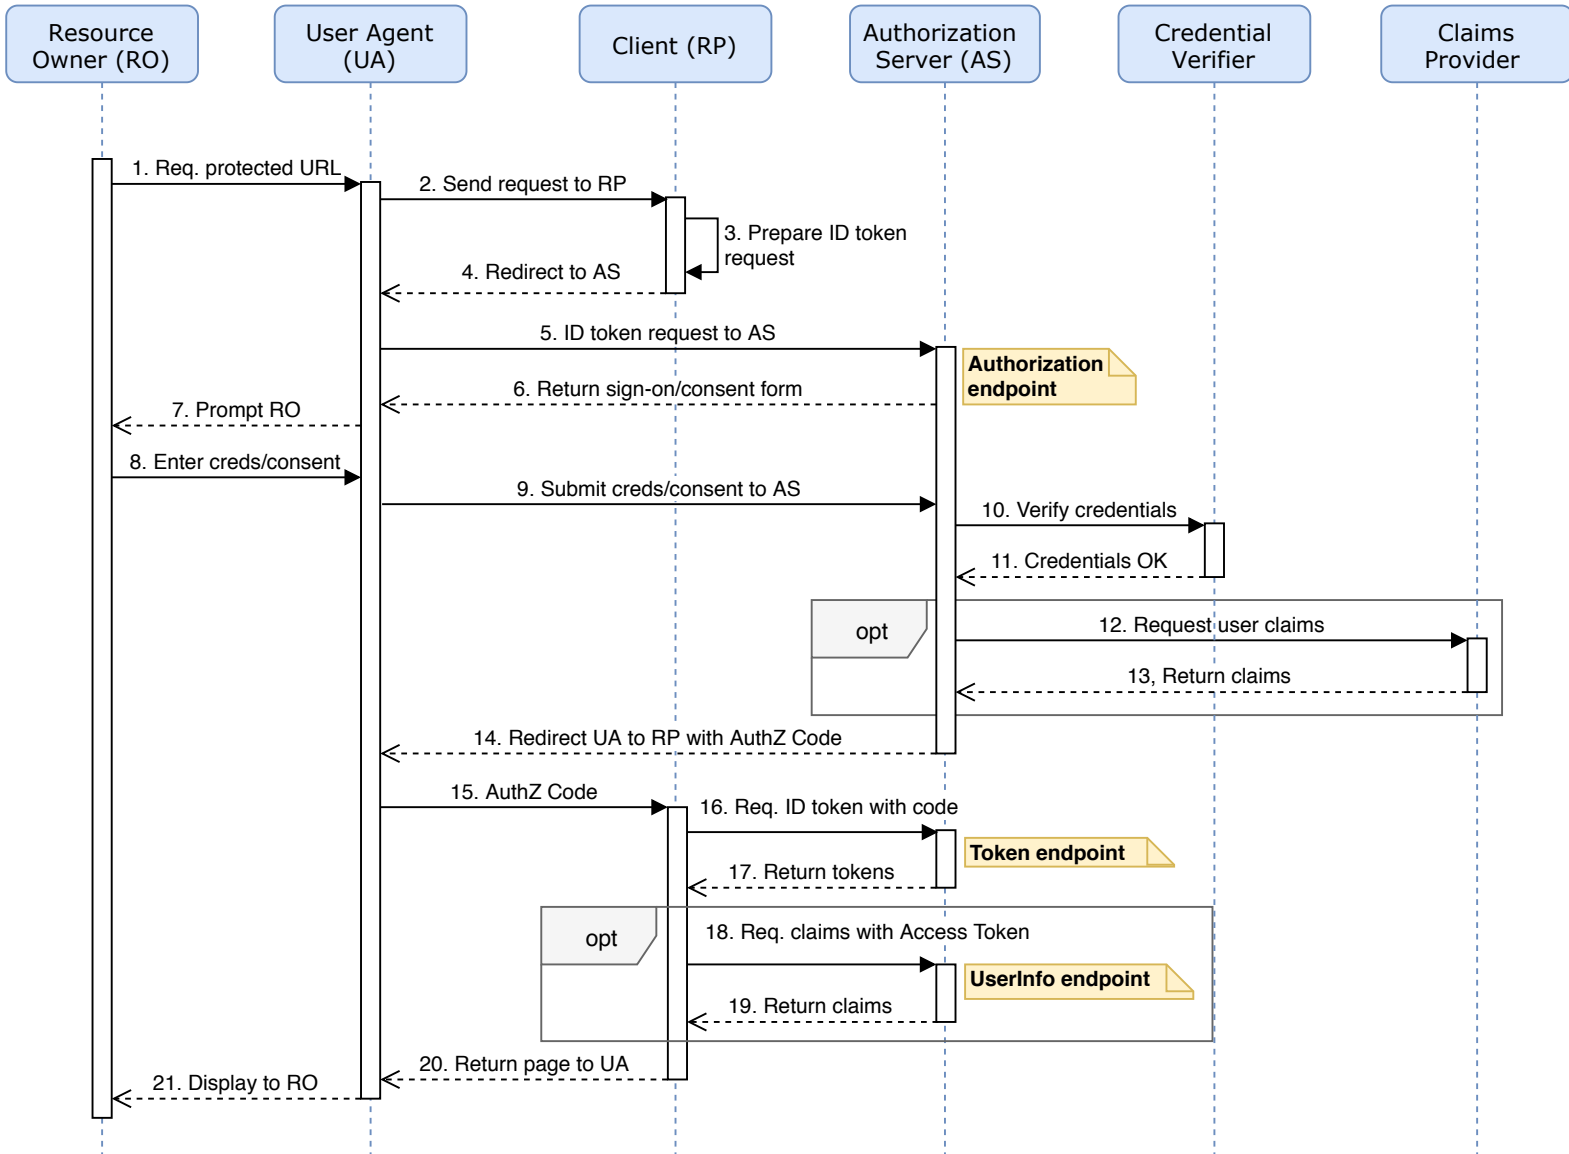 Resource
Owner (RO)
User Agent
(UA)
Client (RP)
Authorization
Server (AS)
Credential
Verifier
Claims
Provider
1. Req. protected URL
2. Send request to RP
3. Prepare ID token
request
4. Redirect to AS
5. ID token request to AS
Authorization
endpoint
6. Return sign-on/consent form
7. Prompt RO
8. Enter creds/consent
9. Submit creds/consent to AS
10. Verify credentials
11. Credentials OK
opt
12. Request user claims
13, Return claims
14. Redirect UA to RP with AuthZ Code
15. AuthZ Code
16. Req. ID token with code
Token endpoint
17. Return tokens
opt
18. Req. claims with Access Token
UserInfo endpoint
19. Return claims
20. Return page to UA
21. Display to RO